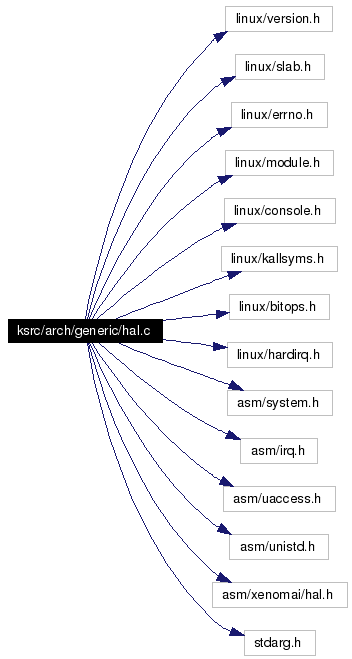 linux/version.h
linux/slab.h
linux/errno.h
linux/module.h
linux/console.h
linux/kallsyms.h
linux/bitops.h
ksrc/arch/generic/hal.c
linux/hardirq.h
asm/system.h
asm/irq.h
asm/uaccess.h
asm/unistd.h
asm/xenomai/hal.h
stdarg.h